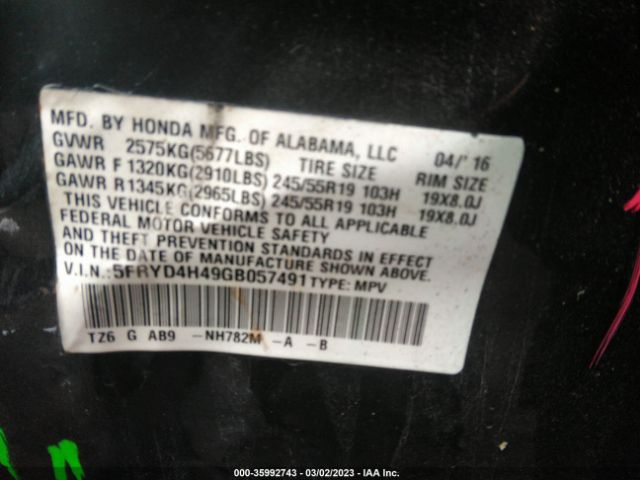 MFD. BY HONDA MFG. OF ALABAMA, LLC 04/' 16
GVWR 2575KG(5677LBS) TIRE SIZE RIM SIZE
GAWR F 1320KG(2910LBS) 245/55R19 103H 19X8.0J
GAWR R 1345KG(2965LBS) 245/55R19 103H 19X8.0J
THIS VEHICLE CONFORMS TO ALL APPLICABLE
FEDERAL MOTOR VEHICLE SAFETY
AND THEFT PREVENTION STANDARDS IN EFFECT
ON THE DATE OF MANUFACTURE SHOWN ABOVE.
V.I.N.: 5FRYD4H49GB057491 TYPE: MPV
TZ6 G AB9 -NH782M -A -B
000-35992743 - 03/02/2023 - IAA Inc.